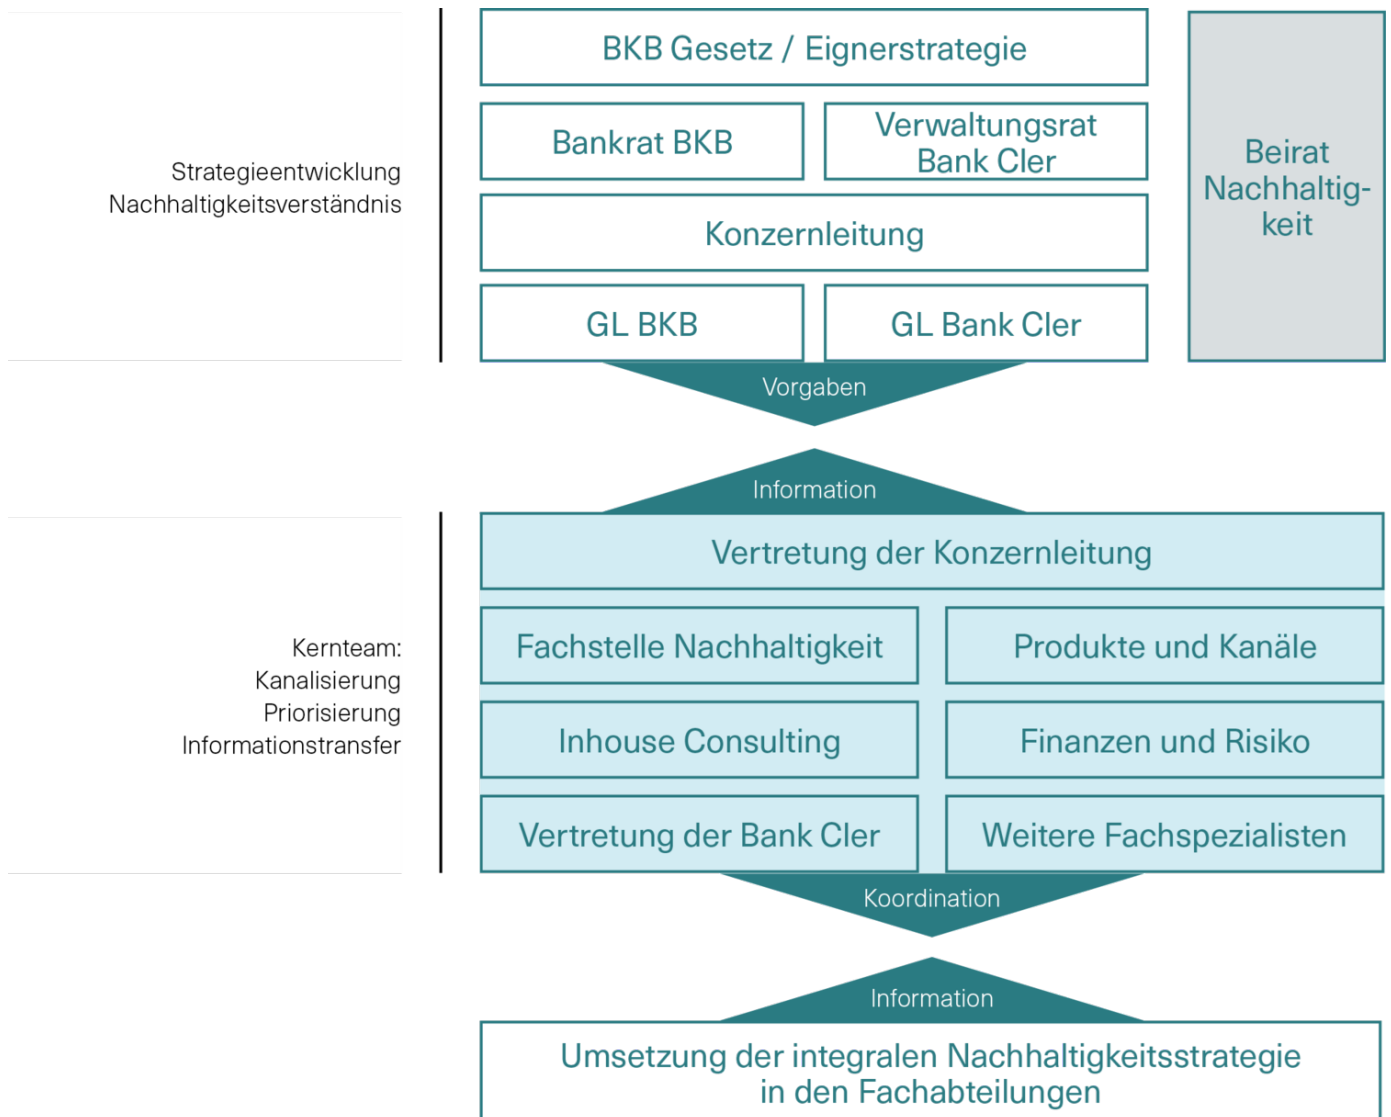 Strategieentwicklung
Nachhaltigkeitsverständnis
BKB Gesetz / Eignerstrategie
Bankrat BKB
Verwaltungsrat
Bank Cler
Konzernleitung
GL BKB
GL Bank Cler
Beirat
Nachhaltig-
keit
Vorgaben
Information
Kernteam:
Kanalisierung
Priorisierung
Informationstransfer
Vertretung der Konzernleitung
Fachstelle Nachhaltigkeit
Produkte und Kanäle
Inhouse Consulting
Finanzen und Risiko
Vertretung der Bank Cler
Weitere Fachspezialisten
Koordination
Information
Umsetzung der integralen Nachhaltigkeitsstrategie
in den Fachabteilungen